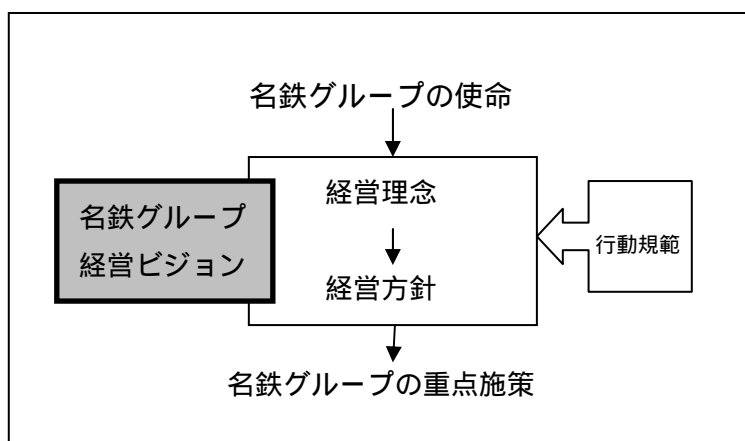 名鉄グループの使命
経営理念
名鉄グループ
経営ビジョン
行動規範
経営方針
名鉄グループの重点施策